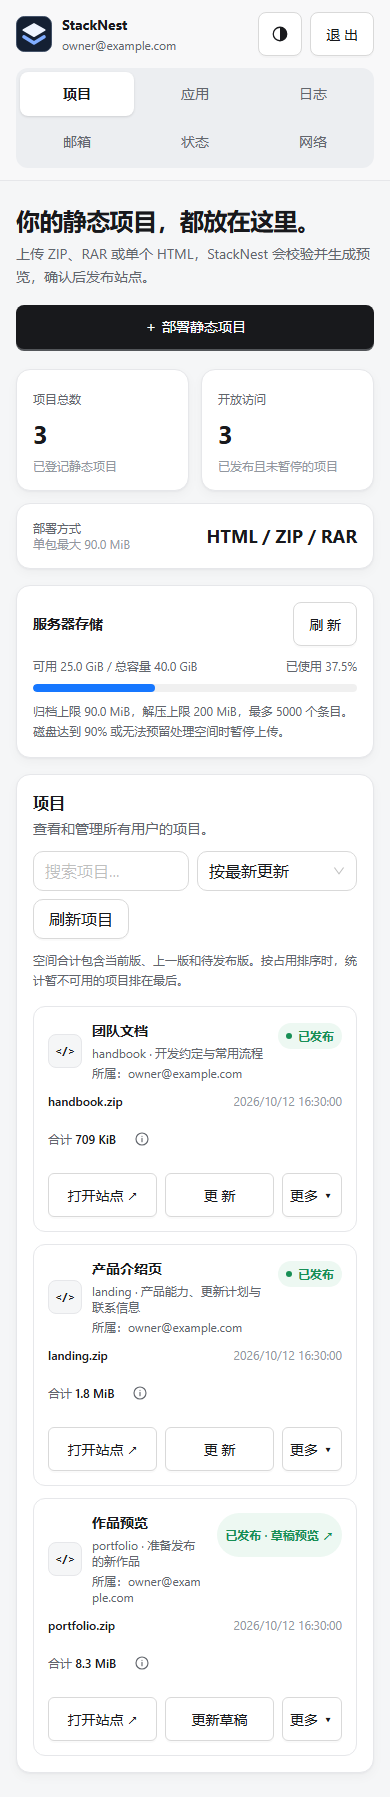 StackNest
owner@example.com
退 出
项目
应用
日志
邮箱
状态
网络
你的静态项目，都放在这里。
上传 ZIP、RAR 或单个 HTML，StackNest 会校验并生成预
览，确认后发布站点。
+ 部署静态项目
项目总数
3
已登记静态项目
开放访问
3
已发布且未暂停的项目
部署方式
单包最大 90.0 MiB
HTML / ZIP / RAR
服务器存储
刷 新
可用 25.0 GiB / 总容量 40.0 GiB
已使用 37.5%
归档上限 90.0 MiB，解压上限 200 MiB，最多 5000 个条目。
磁盘达到 90% 或无法预留处理空间时暂停上传。
项目
查看和管理所有用户的项目。
搜索项目...
按最新更新
刷新项目
空间合计包含当前版、上一版和待发布版。按占用排序时，统
计暂不可用的项目排在最后。
</>
团队文档
handbook · 开发约定与常用流程
所属：owner@example.com
已发布
handbook.zip
2026/10/12 16:30:00
合计 709 KiB
打开站点 ↗
更 新
更多 ▼
</>
产品介绍页
landing · 产品能力、更新计划与
联系信息
所属：owner@example.com
已发布
landing.zip
2026/10/12 16:30:00
合计 1.8 MiB
打开站点 ↗
更 新
更多 ▼
</>
作品预览
portfolio · 准备发布
的新作品
所属：owner@exam
ple.com
已发布 · 草稿预览 ↗
portfolio.zip
2026/10/12 16:30:00
合计 8.3 MiB
打开站点 ↗
更新草稿
更多 ▼